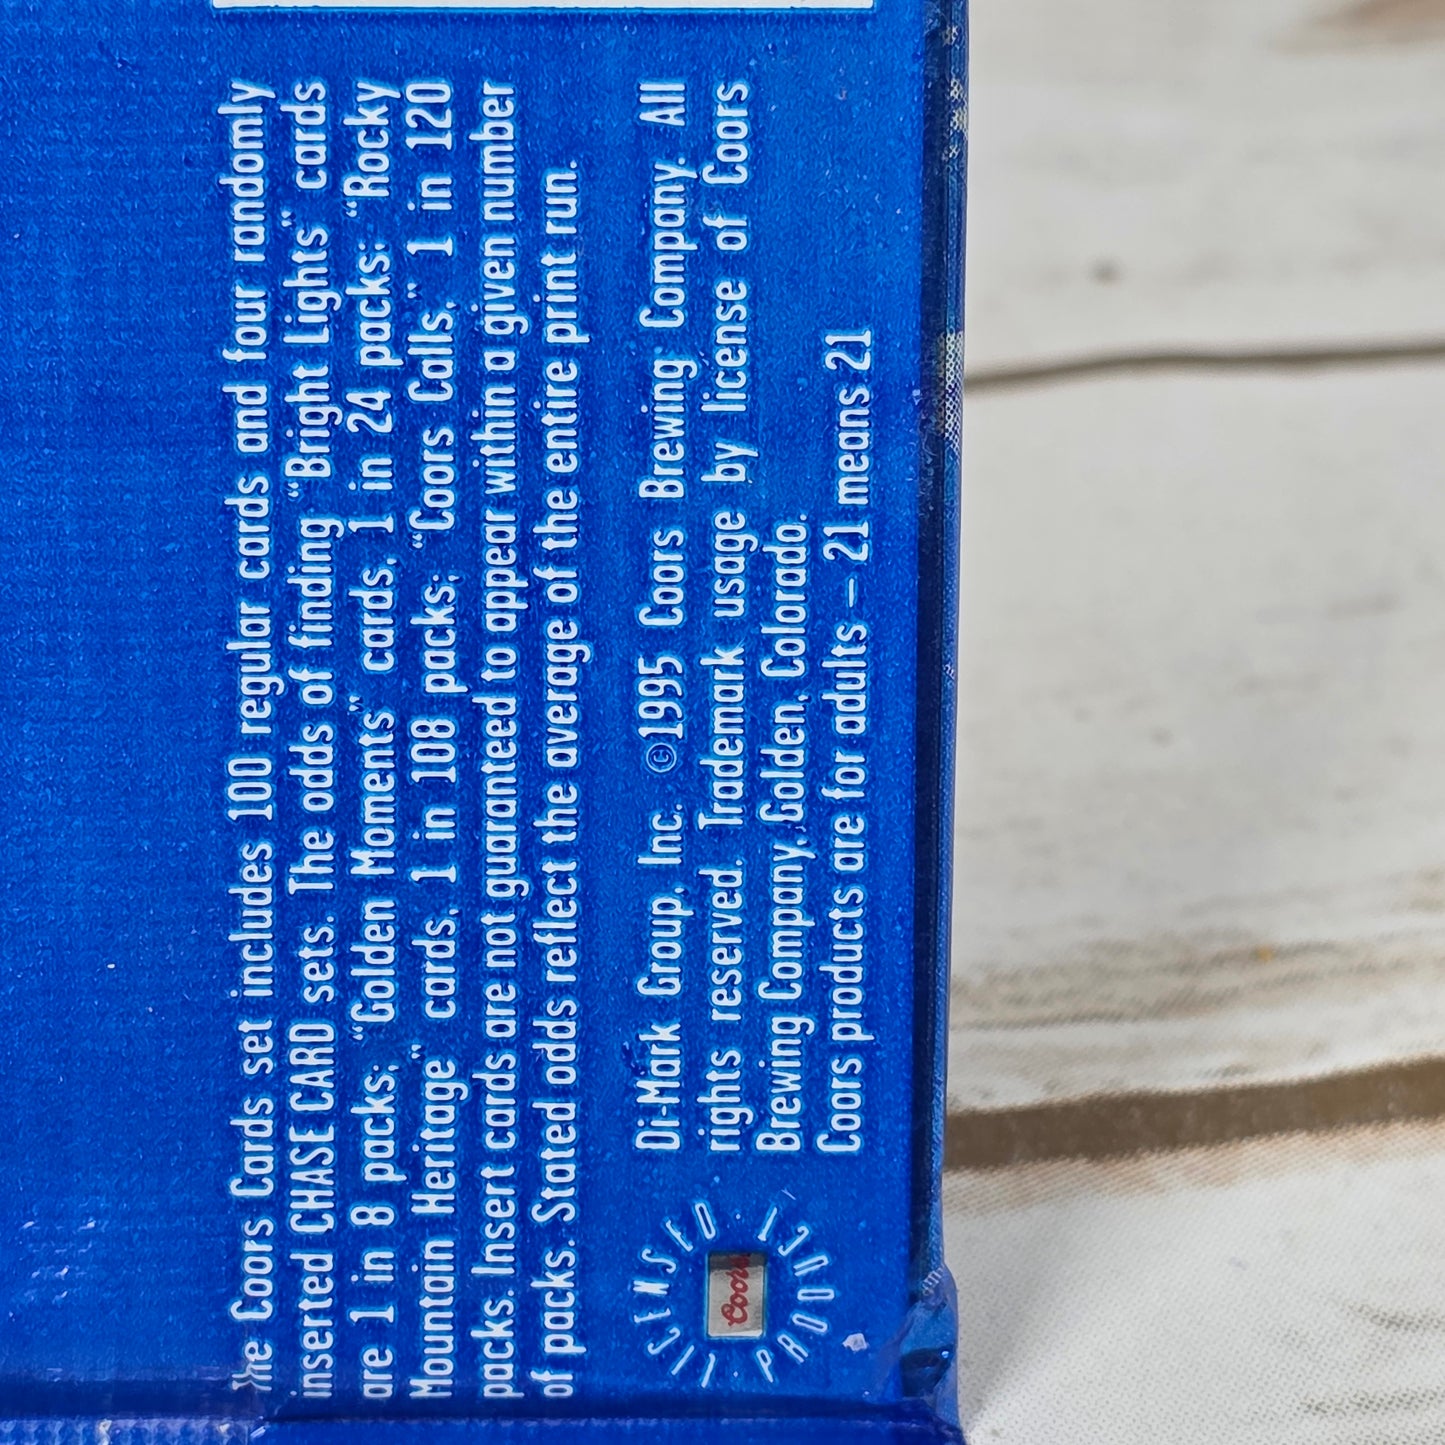 The Coors Cards set includes 100 regular cards and four randomly
inserted CHASE CARD sets. The odds of finding "Bright Lights" cards
are 1 in 8 packs; "Golden Moments" cards, 1 in 24 packs; "Rocky
Mountain Heritage" cards, 1 in 108 packs; "Coors Calls," 1 in 120
packs. Insert cards are not guaranteed to appear within a given number
of packs. Stated odds reflect the average of the entire print run.
Di-Mark Group, Inc. ©1995 Coors Brewing Company. All
rights reserved. Trademark usage by license of Coors
Brewing Company, Golden, Colorado.
Coors products are for adults – 21 means 21
LICENSED · PRODUCT
Coors